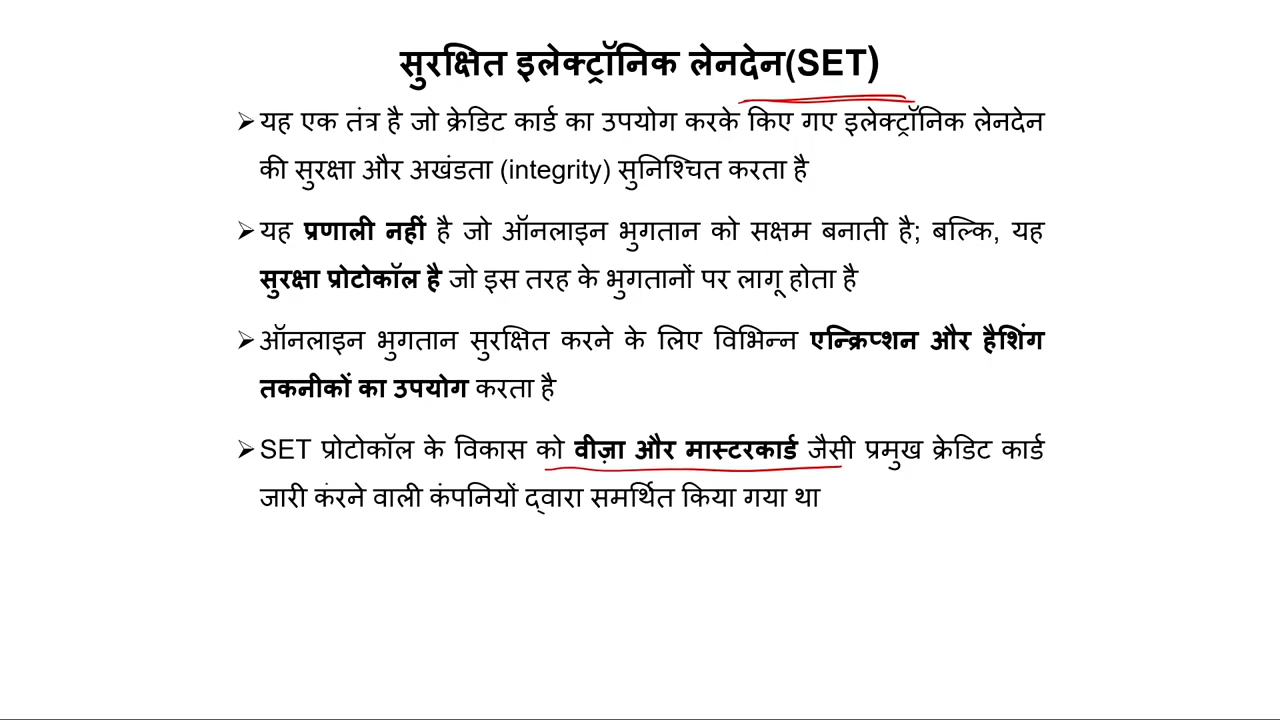 सुरक्षित इलेक्ट्रॉनिक लेनदेन(SET)
➢यह एक तंत्र है जो क्रेडिट कार्ड का उपयोग करके किए गए इलेक्ट्रॉनिक लेनदेन
की सुरक्षा और अखंडता (integrity) सुनिश्चित करता है
➢यह प्रणाली नहीं है जो ऑनलाइन भुगतान को सक्षम बनाती है; बल्कि, यह
सुरक्षा प्रोटोकॉल है जो इस तरह के भुगतानों पर लागू होता है
➢ऑनलाइन भुगतान सुरक्षित करने के लिए विभिन्न एन्क्रिप्शन और हैशिंग
तकनीकों का उपयोग करता है
➢SET प्रोटोकॉल के विकास को वीज़ा और मास्टरकार्ड जैसी प्रमुख क्रेडिट कार्ड
जारी करने वाली कंपनियों द्वारा समर्थित किया गया था